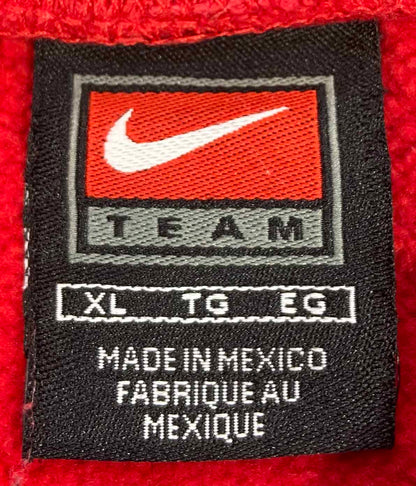 TEAM
XL TG EG
MADE IN MEXICO
FABRIQUE AU
MEXIQUE